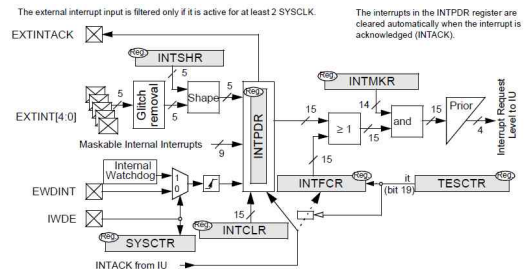 The external interrupt input is filtered only if it is active for at least 2 SYSCLK.
The interrupts in the INTPDR register are
cleared automatically when the interrupt is
acknowledged (INTACK).
EXTINTACK
Reg
INTSHR
5
5
5
5
Glitch
removal
Shape
EXTINT[4:0]
Maskable Internal Interrupts
9
Reg
INTPDR
15
Reg
INTMKR
14
≥ 1
15
and
15
Prior
4
Interrupt Request
Level to IU
15
Internal
Watchdog
1
0
EWDINT
IWDE
Reg
SYSCTR
15
Reg
INTCLR
Reg
INTFCR
it
(bit 19)
Reg
TESCTR
INTACK from IU